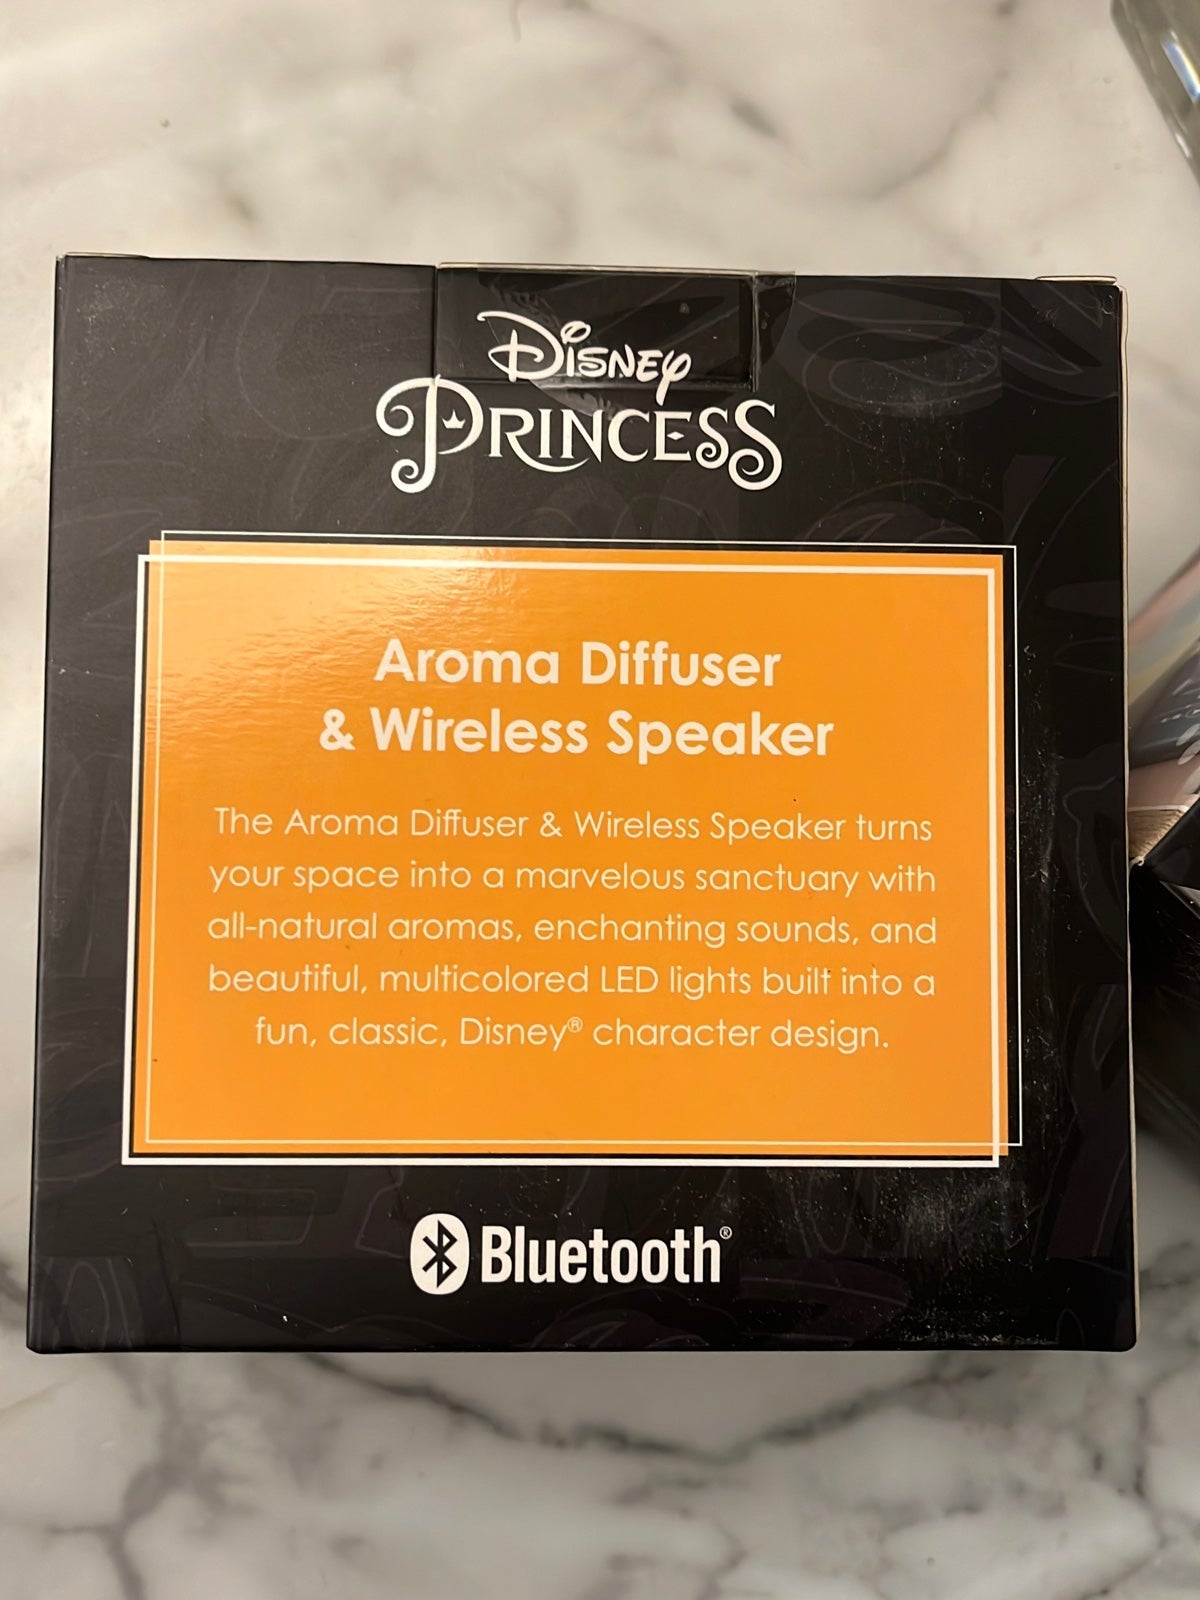 Disney
PRINCESS
Aroma Diffuser
& Wireless Speaker
The Aroma Diffuser & Wireless Speaker turns
your space into a marvelous sanctuary with
all-natural aromas, enchanting sounds, and
beautiful, multicolored LED lights built into a
fun, classic, Disney® character design.
Bluetooth®